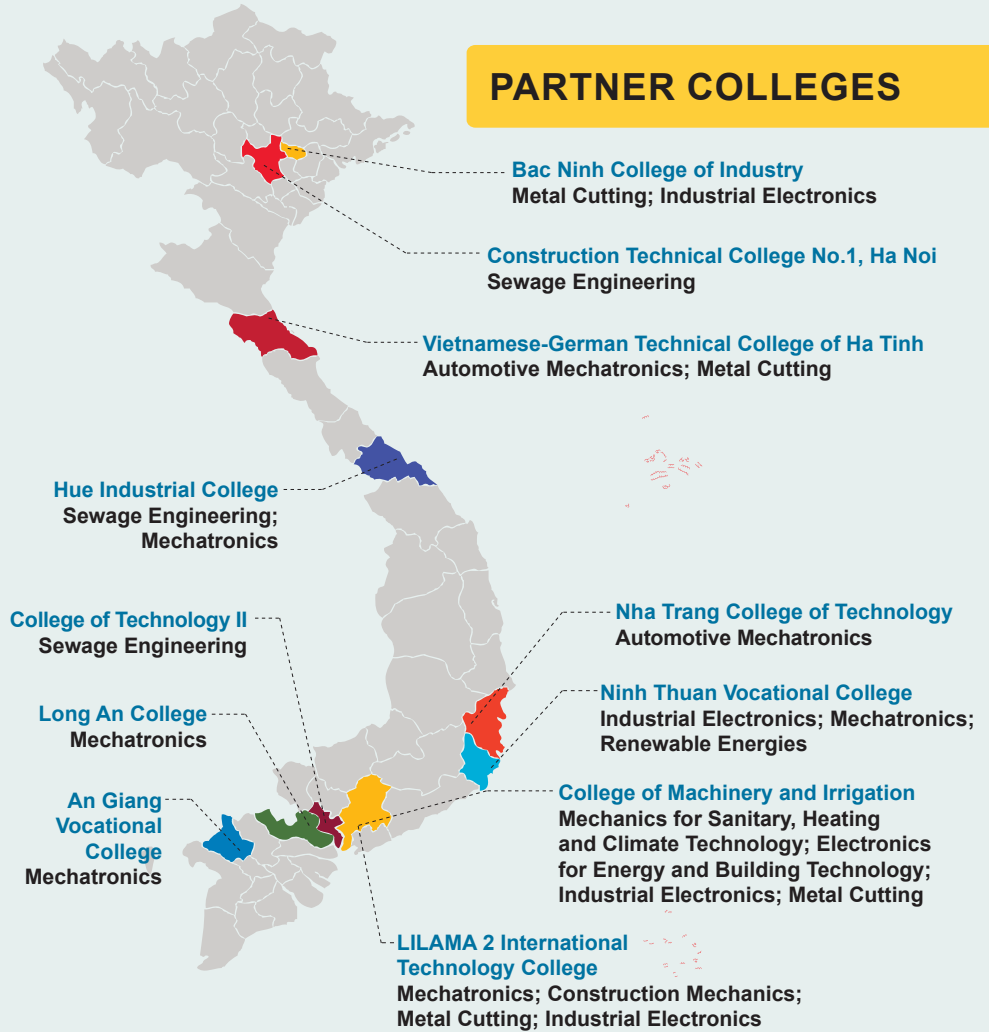 PARTNER COLLEGES
Bac Ninh College of Industry
Metal Cutting; Industrial Electronics
Construction Technical College No.1, Ha Noi
Sewage Engineering
Vietnamese-German Technical College of Ha Tinh
Automotive Mechatronics; Metal Cutting
Hue Industrial College
Sewage Engineering;
Mechatronics
College of Technology II
Sewage Engineering
Long An College
Mechatronics
An Giang
Vocational
College
Mechatronics
Nha Trang College of Technology
Automotive Mechatronics
Ninh Thuan Vocational College
Industrial Electronics; Mechatronics;
Renewable Energies
College of Machinery and Irrigation
Mechanics for Sanitary, Heating
and Climate Technology; Electronics
for Energy and Building Technology;
Industrial Electronics; Metal Cutting
LILAMA 2 International
Technology College
Mechatronics; Construction Mechanics;
Metal Cutting; Industrial Electronics